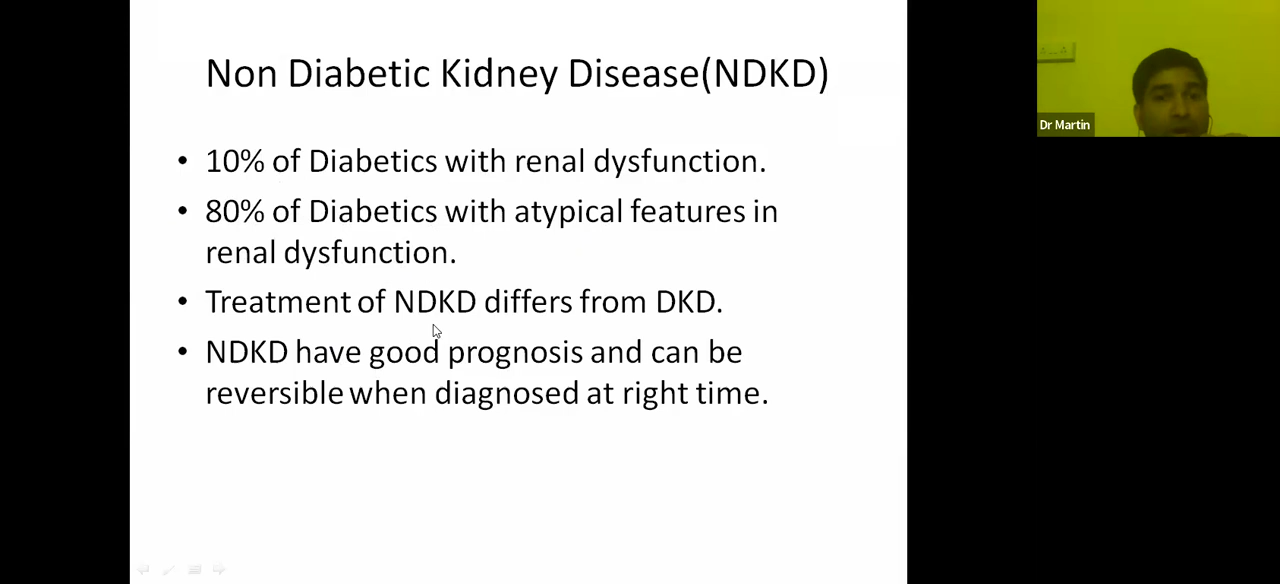 Non Diabetic Kidney Disease(NDKD)
• 10% of Diabetics with renal dysfunction.
• 80% of Diabetics with atypical features in
renal dysfunction.
• Treatment of NDKD differs from DKD.
• NDKD have good prognosis and can be
reversible when diagnosed at right time.
Dr Martin